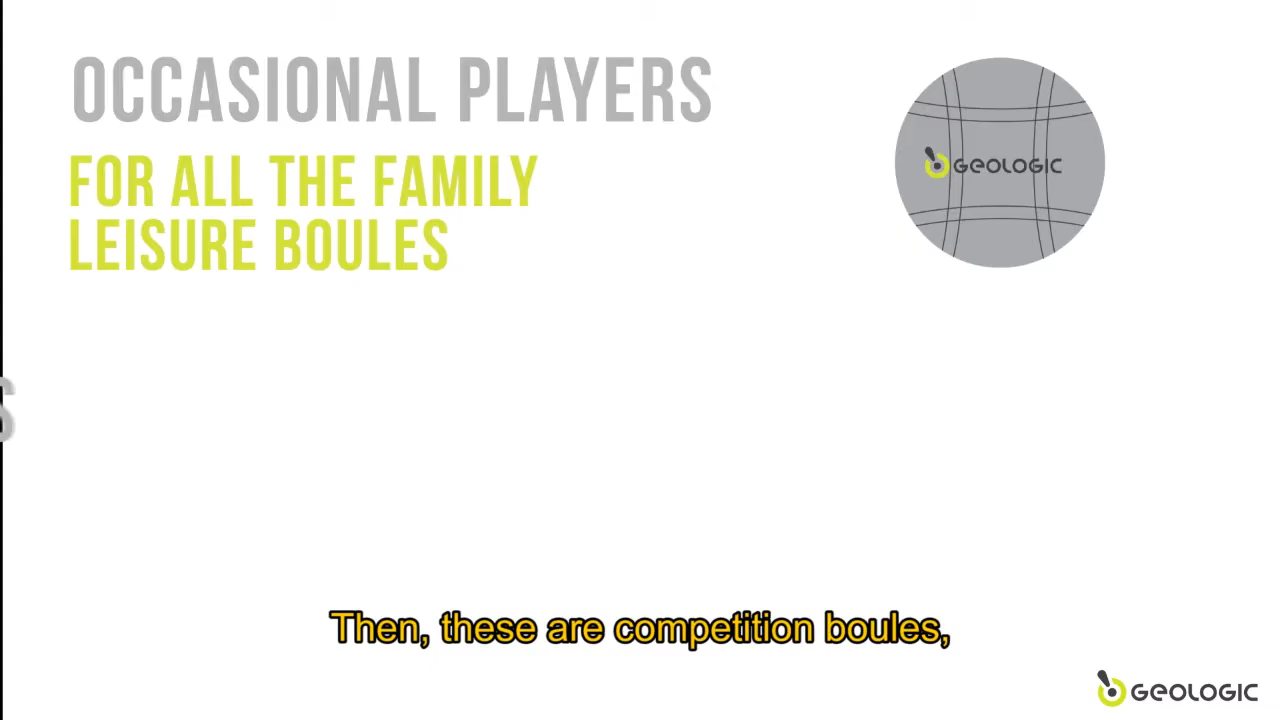 OCCASIONAL PLAYERS
FOR ALL THE FAMILY
LEISURE BOULES
GEOLOGIC
S
Then, these are competition boules,
GEOLOGIC